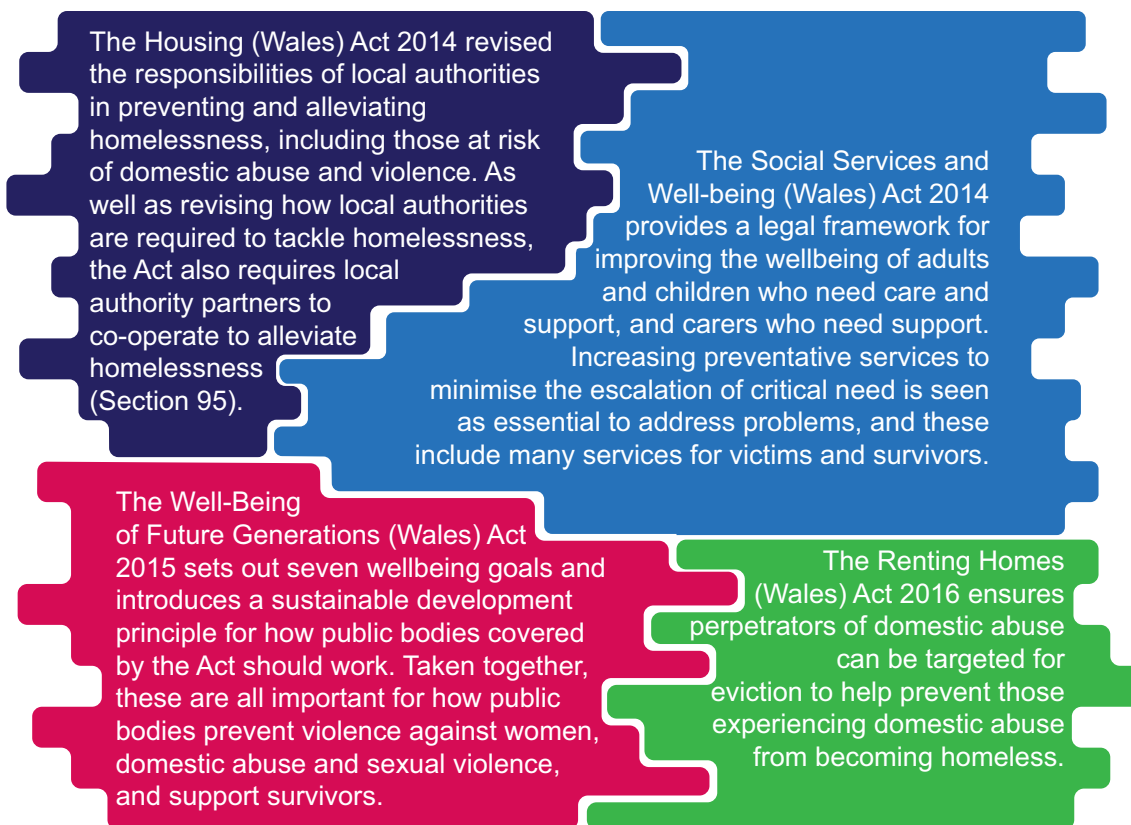 The Housing (Wales) Act 2014 revised
the responsibilities of local authorities
in preventing and alleviating
homelessness, including those at risk
of domestic abuse and violence. As
well as revising how local authorities
are required to tackle homelessness,
the Act also requires local
authority partners to
co-operate to alleviate
homelessness
(Section 95).
The Social Services and
Well-being (Wales) Act 2014
provides a legal framework for
improving the wellbeing of adults
and children who need care and
support, and carers who need support.
Increasing preventative services to
minimise the escalation of critical need is seen
as essential to address problems, and these
include many services for victims and survivors.
The Well-Being
of Future Generations (Wales) Act
2015 sets out seven wellbeing goals and
introduces a sustainable development
principle for how public bodies covered
by the Act should work. Taken together,
these are all important for how public
bodies prevent violence against women,
domestic abuse and sexual violence,
and support survivors.
The Renting Homes
(Wales) Act 2016 ensures
perpetrators of domestic abuse
can be targeted for
eviction to help prevent those
experiencing domestic abuse
from becoming homeless.